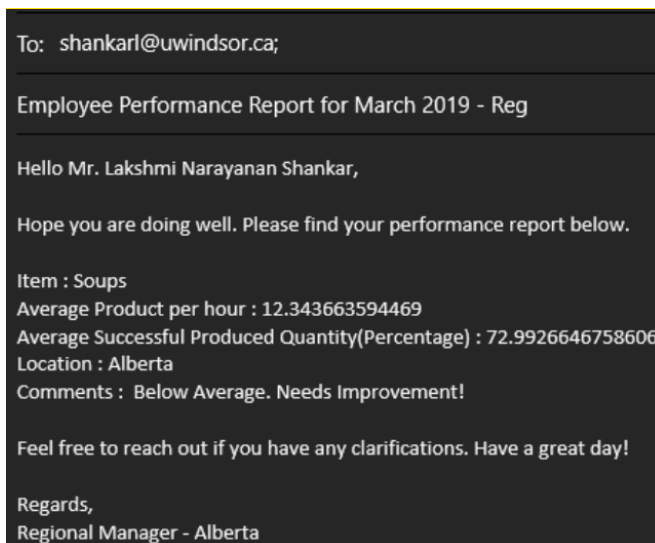 To: shankarl@uwindsor.ca;
Employee Performance Report for March 2019 - Reg
Hello Mr. Lakshmi Narayanan Shankar,
Hope you are doing well. Please find your performance report below.
Item : Soups
Average Product per hour : 12.343663594469
Average Successful Produced Quantity(Percentage) : 72.9926646758606
Location : Alberta
Comments :  Below Average. Needs Improvement!
Feel free to reach out if you have any clarifications. Have a great day!
Regards,
Regional Manager - Alberta